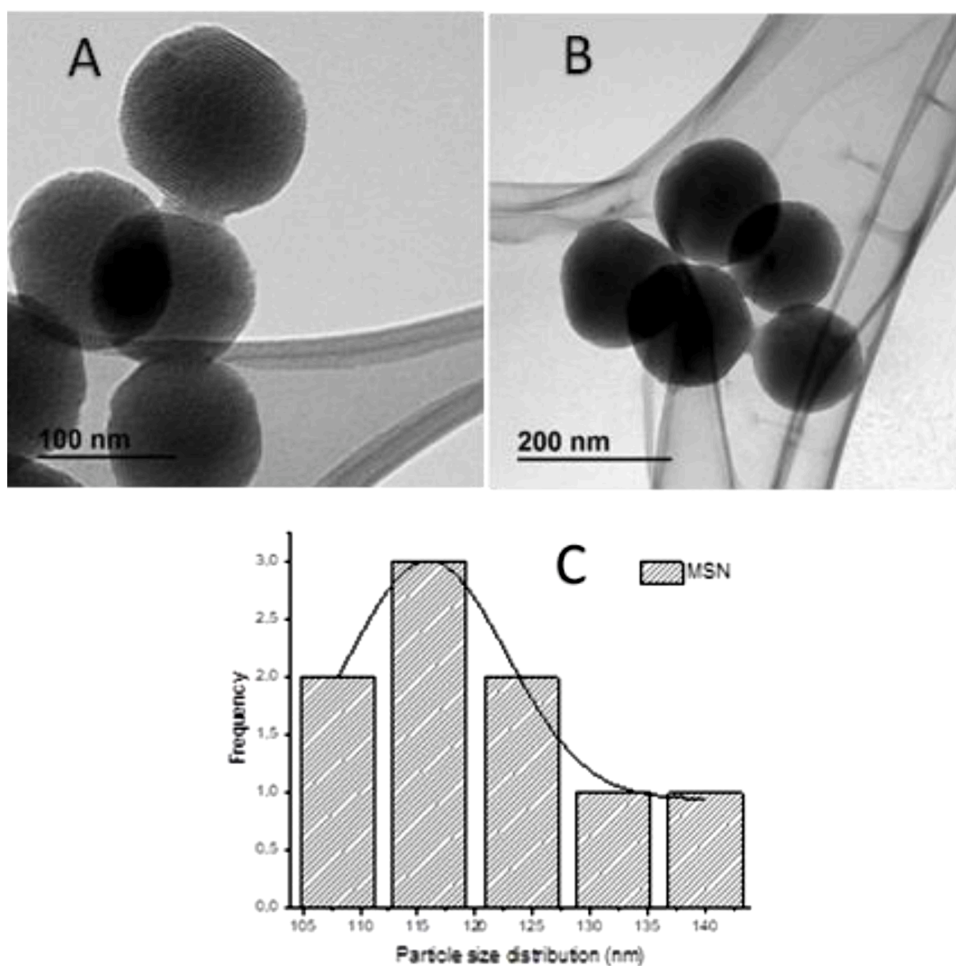 A
B
100 nm
200 nm
C
MSN
3.0
2.5
2.0
1.5
1.0
0.5
0.0
Frequency
105 110 115 120 125 130 135 140
Particle size distribution (nm)